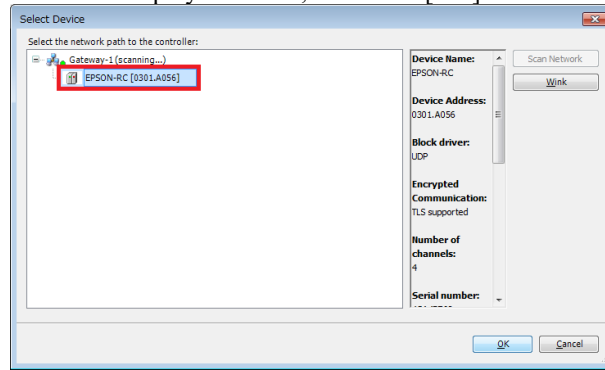 Select Device
Select the network path to the controller:
Gateway-1 (scanning...)
EPSON-RC [0301.A056]
Device Name:
EPSON-RC
Device Address:
0301.A056
Block driver:
UDP
Encrypted
Communication:
TLS supported
Number of
channels:
4
Serial number:
Scan Network
Wink
OK
Cancel